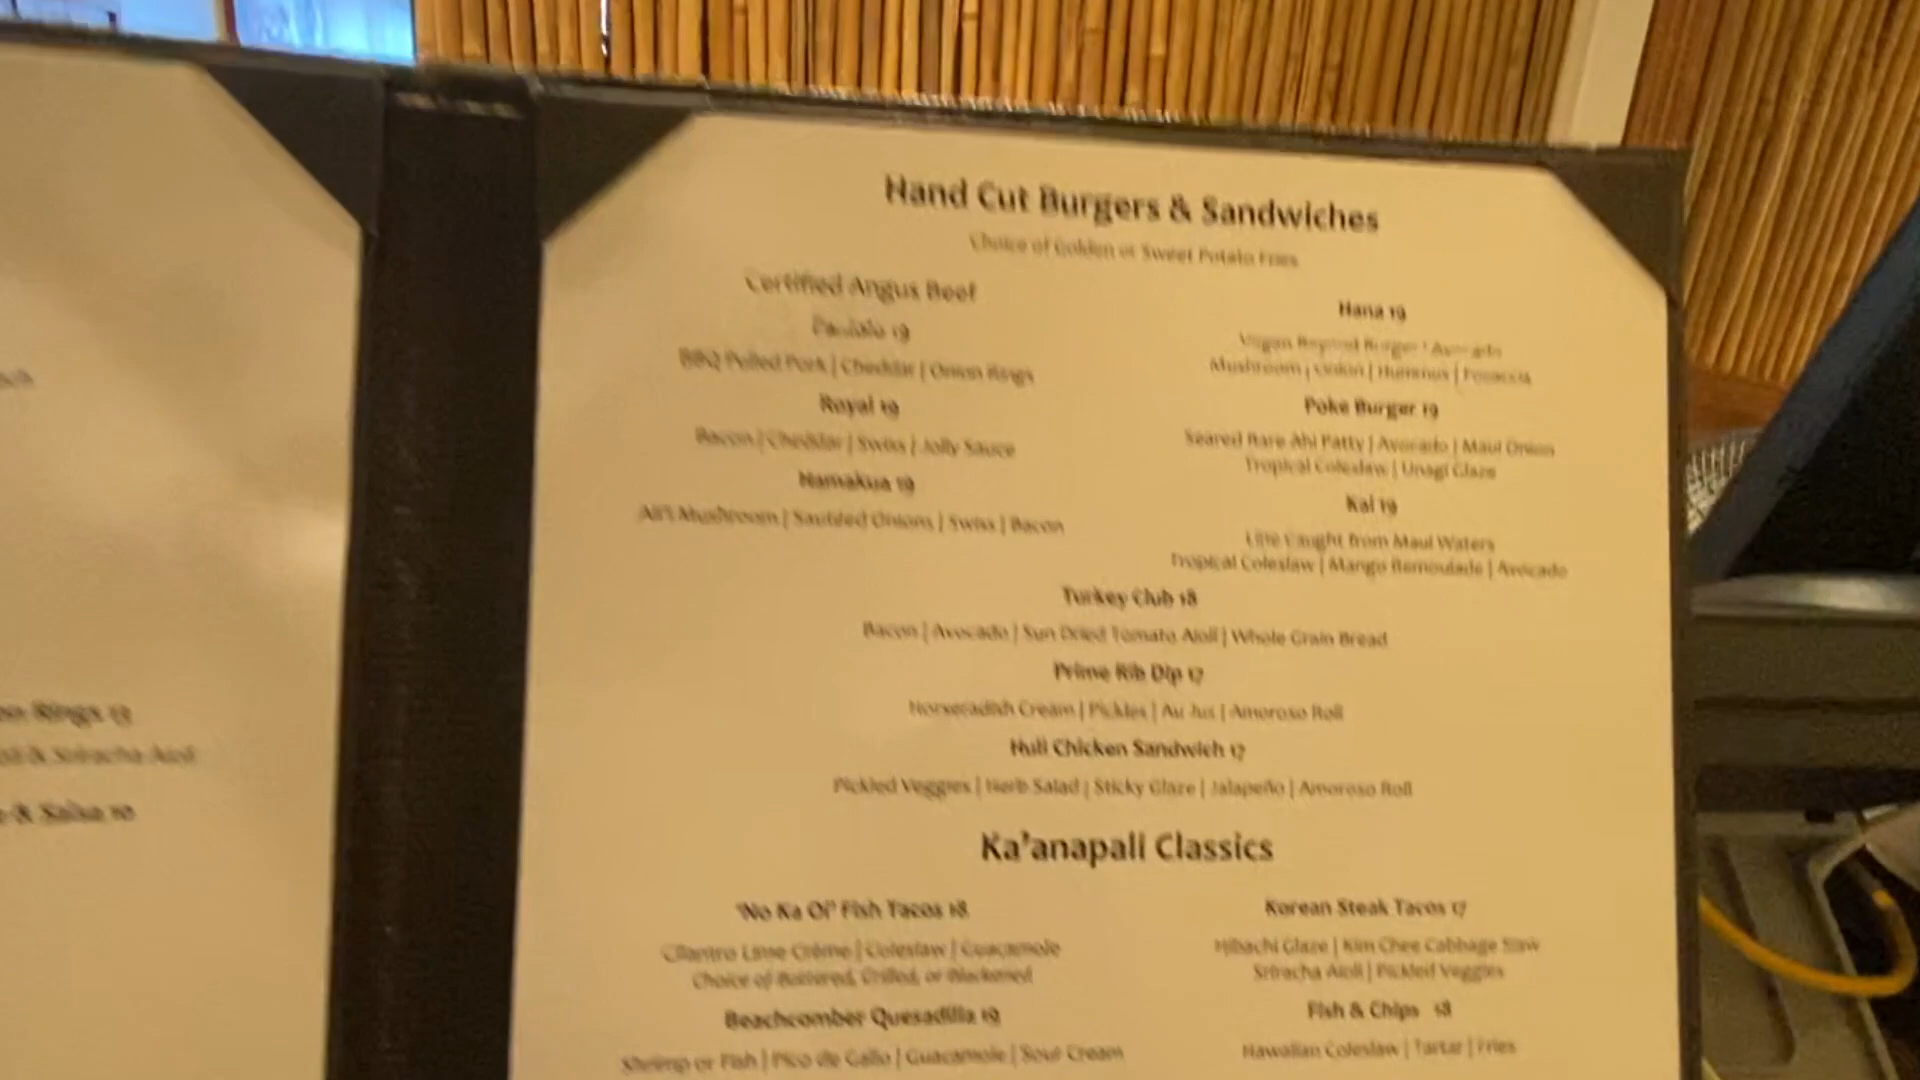 on Rings 13
& Sriracha Aioli
& Salsa 10
Hand Cut Burgers & Sandwiches
Choice of Golden or Sweet Potato Fries
Certified Angus Beef
Paniolo 19
BBQ Pulled Pork | Cheddar | Onion Rings
Royal 19
Bacon | Cheddar | Swiss | Jolly Sauce
Hamakua 19
Ali'i Mushroom | Sautéed Onions | Swiss | Bacon
Hana 19
Vegan Beyond Burger | Avocado
Mushroom | Onion | Hummus | Focaccia
Poke Burger 19
Seared Rare Ahi Patty | Avocado | Maui Onion
Tropical Coleslaw | Unagi Glaze
Kai 19
Line Caught from Maui Waters
Tropical Coleslaw | Mango Remoulade | Avocado
Turkey Club 18
Bacon | Avocado | Sun Dried Tomato Aioli | Whole Grain Bread
Prime Rib Dip 17
Horseradish Cream | Pickles | Au Jus | Amoroso Roll
Huli Chicken Sandwich 17
Pickled Veggies | Herb Salad | Sticky Glaze | Jalapeño | Amoroso Roll
Ka'anapali Classics
'No Ka Oi' Fish Tacos 18
Cilantro Lime Crème | Coleslaw | Guacamole
Choice of Battered, Grilled, or Blackened
Beachcomber Quesadilla 19
Shrimp or Fish | Pico de Gallo | Guacamole | Sour Cream
Korean Steak Tacos 17
Hibachi Glaze | Kim Chee Cabbage Slaw
Sriracha Aioli | Pickled Veggies
Fish & Chips 18
Hawaiian Coleslaw | Tartar | Fries